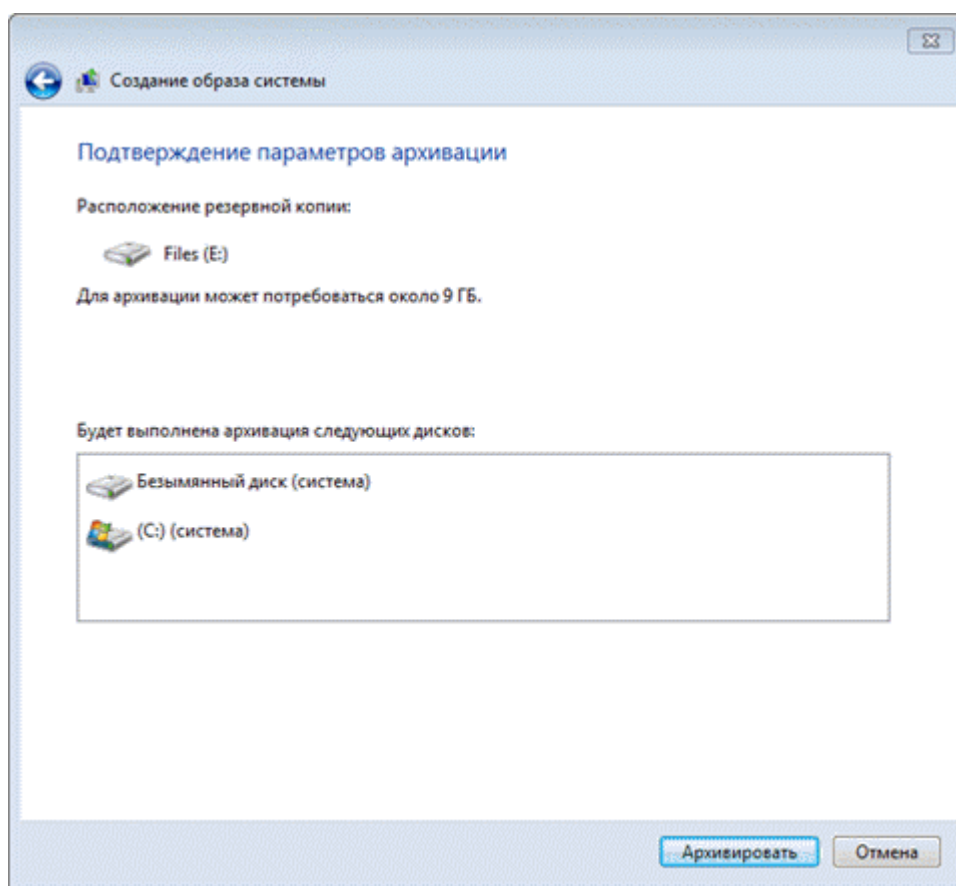 Создание образа системы
Подтверждение параметров архивации
Расположение резервной копии:
Files (E:)
Для архивации может потребоваться около 9 ГБ.
Будет выполнена архивация следующих дисков:
Безымянный диск (система)
(C:) (система)
Архивировать Отмена